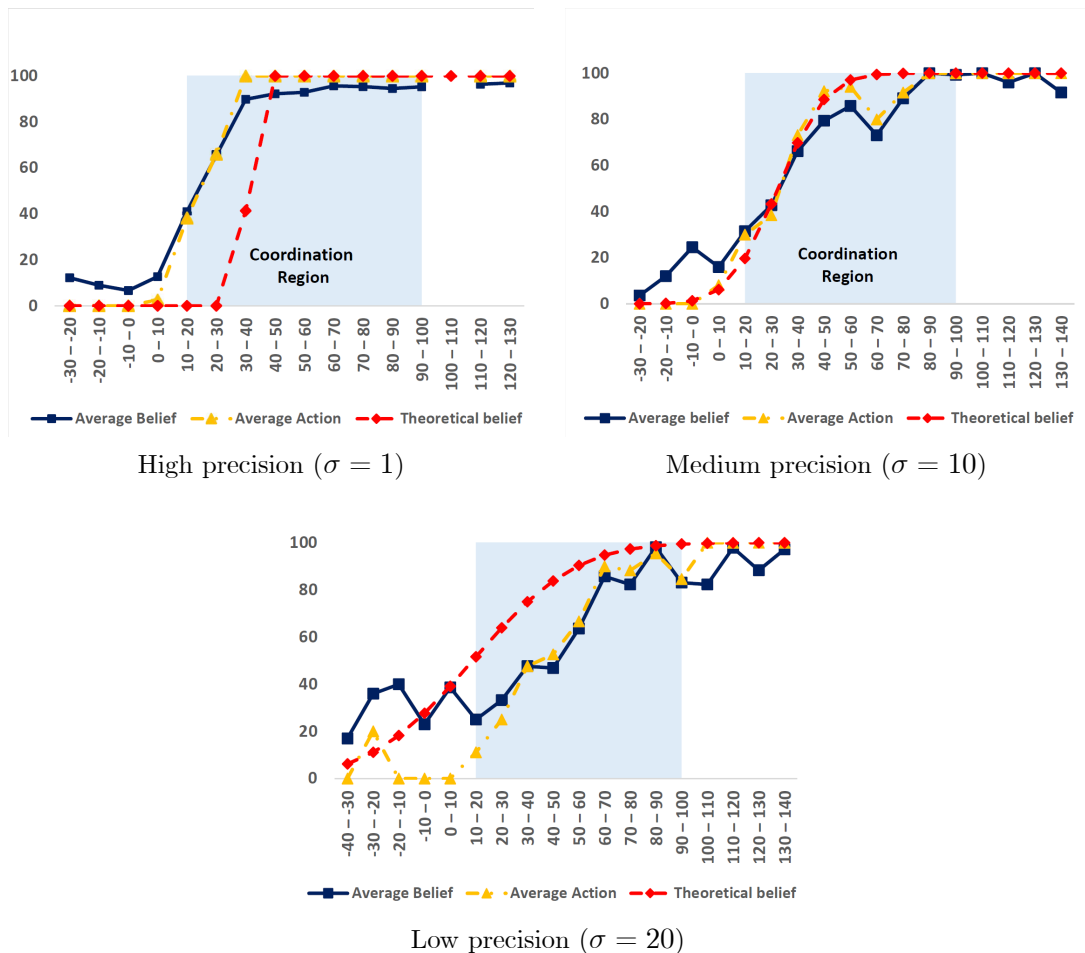 100
80
60
40
20
0
Coordination
Region
-30 – -20
-20 – -10
-10 – 0
0 – 10
10 – 20
20 – 30
30 – 40
40 – 50
50 – 60
60 – 70
70 – 80
80 – 90
90 – 100
100 – 110
110 – 120
120 – 130
Average Belief Average Action Theoretical belief
High precision (σ = 1)
100
80
60
40
20
0
Coordination
Region
-30 – -20
-20 – -10
-10 – 0
0 – 10
10 – 20
20 – 30
30 – 40
40 – 50
50 – 60
60 – 70
70 – 80
80 – 90
90 – 100
100 – 110
110 – 120
120 – 130
130 – 140
Average belief Average Action Theoretical belief
Medium precision (σ = 10)
100
80
60
40
20
0
-40 – -30
-30 – -20
-20 – -10
-10 – 0
0 – 10
10 – 20
20 – 30
30 – 40
40 – 50
50 – 60
60 – 70
70 – 80
80 – 90
90 – 100
100 – 110
110 – 120
120 – 130
130 – 140
Average Belief Average Action Theoretical belief
Low precision (σ = 20)